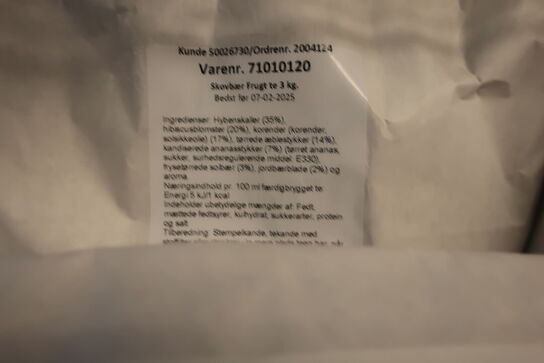 Kunde S0026730/Ordrenr. 2004124
Varenr. 71010120
Skovbær Frugt te 3 kg.
Bedst før 07-02-2025
Ingredienser: Hybenskaller (35%),
hibiscusblomster (20%), korender (korender,
solsikkeolie) (17%), tørrede æblestykker (14%),
kandiserede ananasstykker (7%) (tørret ananas,
sukker, surhedsregulerende middel: E330),
frysetørrede solbær (3%), jordbærblade (2%) og
aroma.
Næringsindhold pr. 100 ml færdigbrygget te:
Energi 5 kJ/1 kcal
Indeholder ubetydelige mængder af: Fedt,
mættede fedtsyrer, kulhydrat, sukkerarter, protein
og salt.
Tilberedning: Stempelkande, tekande med